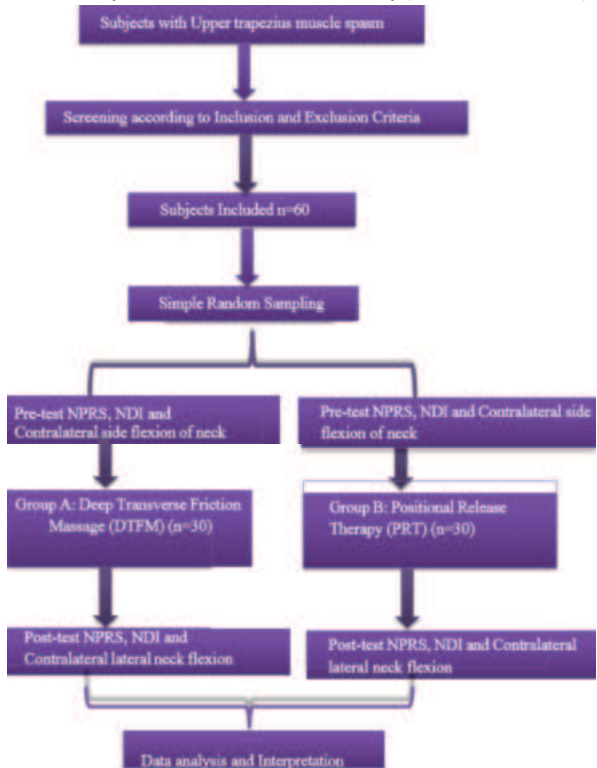 Subjects with Upper trapezius muscle spasm
Screening according to Inclusion and Exclusion Criteria
Subjects Included n=60
Simple Random Sampling
Pre-test NPRS, NDI and
Contralateral side flexion of neck
Pre-test NPRS, NDI and Contralateral side
flexion of neck
Group A: Deep Transverse Friction
Massage (DTFM) (n=30)
Group B: Positional Release
Therapy (PRT) (n=30)
Post-test NPRS, NDI and
Contralateral lateral neck flexion
Post-test NPRS, NDI and Contralateral
lateral neck flexion
Data analysis and Interpretation